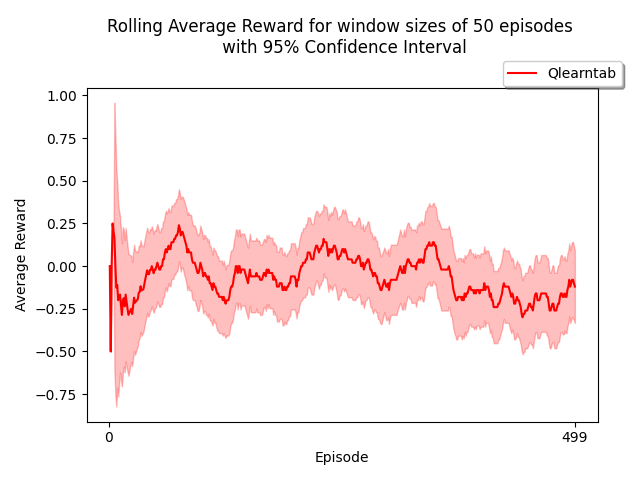 Rolling Average Reward for window sizes of 50 episodes
with 95% Confidence Interval
Qlearntab
1.00
0.75
0.50
0.25
0.00
−0.25
−0.50
−0.75
Average Reward
0
499
Episode